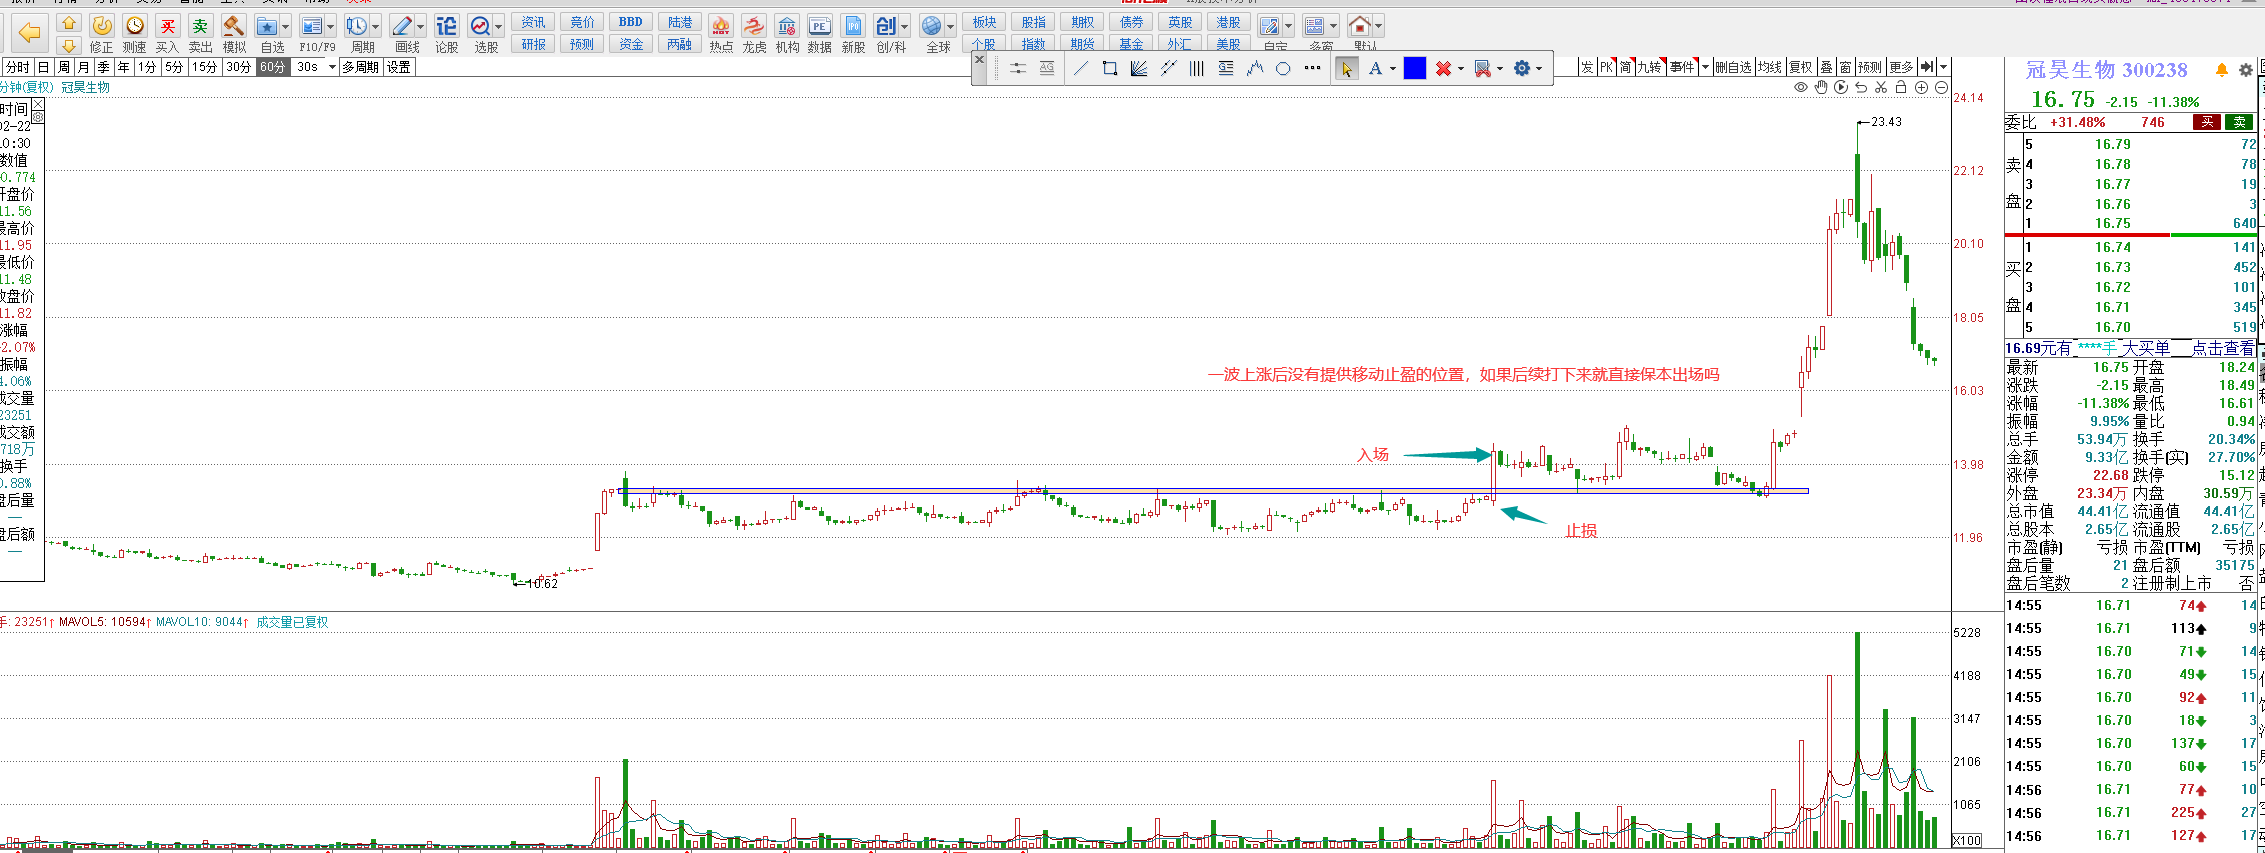 修正 测速 买入 卖出 模拟 自选 F10/F9 周期 画线 论股 选股 热点 龙虎 机构 数据 新股 创/科 全球 自定 多窗 默认
资讯 竞价 BBD 陆港 板块 股指 期权 债券 英股 港股
研报 预测 资金 两融 个股 指数 期货 基金 外汇 美股
分时 日 周 月 季 年 1分 5分 15分 30分 60分 30s 多周期 设置
发 PK 简 九转 事件 删自选 均线 复权 叠 窗 预测 更多
分钟(复权) 冠昊生物
时间
02-22
10:30
数值
0.774
开盘价
11.56
最高价
11.95
最低价
11.48
收盘价
11.82
涨幅
2.07%
振幅
4.06%
成交量
23251
成交额
718万
换手
0.88%
盘后量
—
盘后额
—
24.14
22.12
20.10
18.05
16.03
13.98
11.96
23.43
一波上涨后没有提供移动止盈的位置，如果后续打下来就直接保本出场吗
入场
止损
10.62
手: 23251↑ MAVOL5: 10594↑ MAVOL10: 9044↑ 成交量已复权
5228
4188
3147
2106
1065
X100
冠昊生物 300238
16.75 -2.15 -11.38%
委比 +31.48% 746 买 卖
卖盘
5 16.79 72
4 16.78 78
3 16.77 19
2 16.76 3
1 16.75 640
买盘
1 16.74 141
2 16.73 452
3 16.72 101
4 16.71 345
5 16.70 519
16.69元有 ****手 大买单 点击查看
最新 16.75 开盘 18.24
涨跌 -2.15 最高 18.49
涨幅 -11.38% 最低 16.61
振幅 9.95% 量比 0.94
总手 53.94万 换手 20.34%
金额 9.33亿 换手(实) 27.70%
涨停 22.68 跌停 15.12
外盘 23.34万 内盘 30.59万
总市值 44.41亿 流通值 44.41亿
总股本 2.65亿 流通股 2.65亿
市盈(静) 亏损 市盈(TTM) 亏损
盘后量 21 盘后额 35175
盘后笔数 2 注册制上市 否
14:55 16.71 74↑ 14
14:55 16.71 113↑ 9
14:55 16.70 71↓ 14
14:55 16.70 49↓ 15
14:55 16.70 92↑ 11
14:55 16.70 18↓ 3
14:55 16.70 137↓ 17
14:55 16.70 60↓ 15
14:56 16.71 77↑ 10
14:56 16.71 225↑ 27
14:56 16.71 127↑ 17